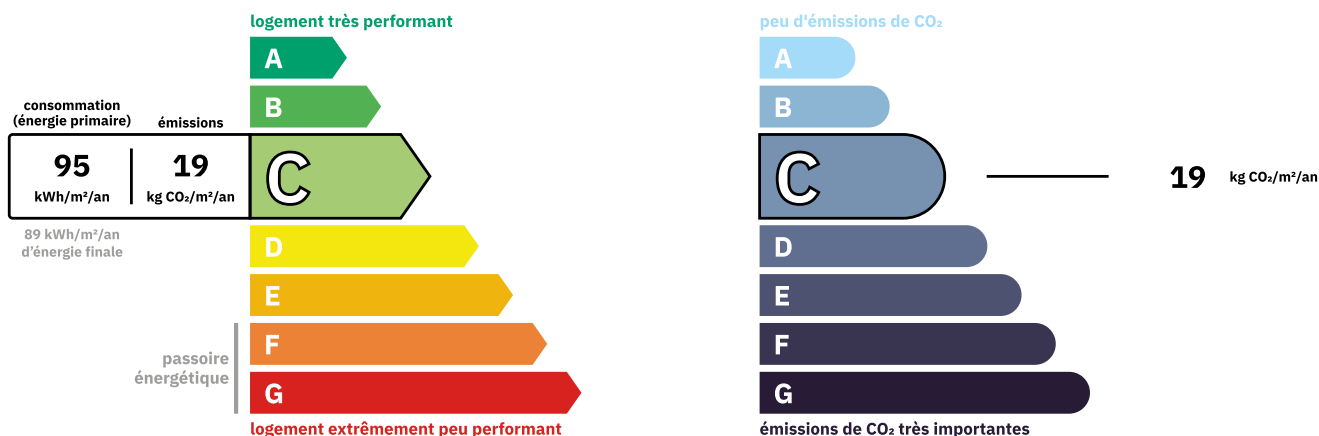 logement très performant
A
B
consommation
(énergie primaire)
émissions
95
kWh/m²/an
19
kg CO₂/m²/an
C
89 kWh/m²/an
d'énergie finale
D
E
F
passoire
énergétique
G
logement extrêmement peu performant
peu d'émissions de CO₂
A
B
C
19 kg CO₂/m²/an
D
E
F
G
émissions de CO₂ très importantes